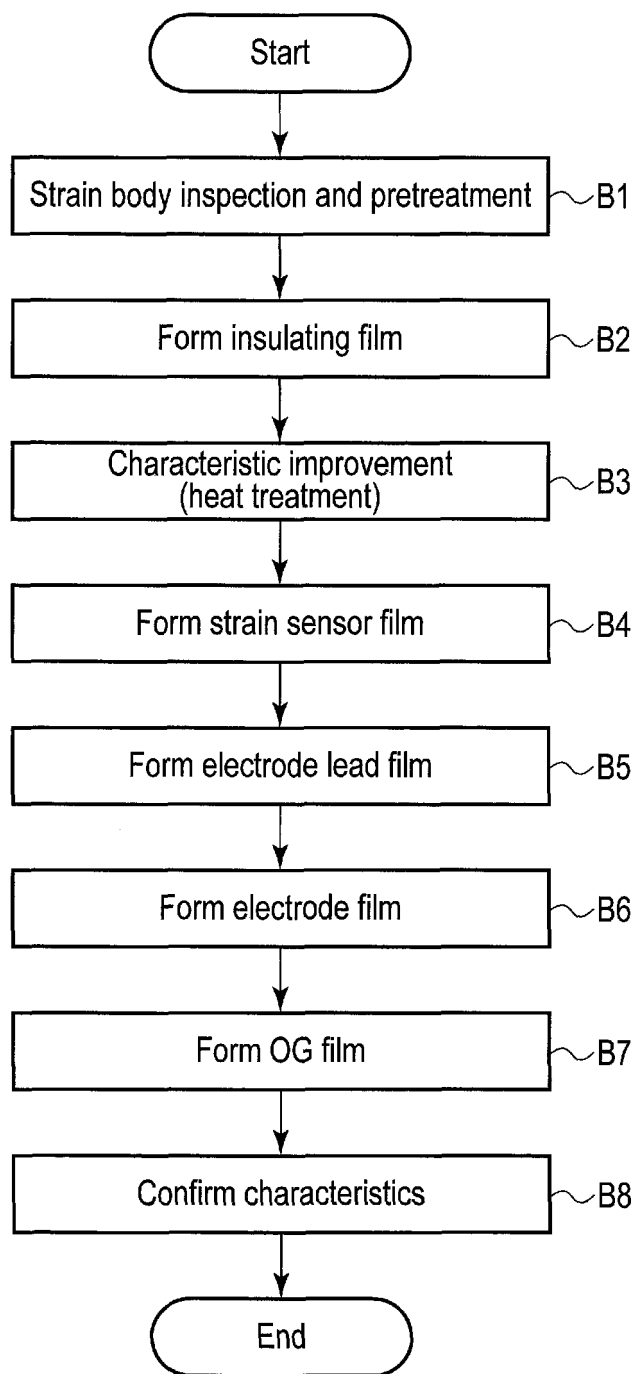 Start
Strain body inspection and pretreatment
B1
Form insulating film
B2
Characteristic improvement
(heat treatment)
B3
Form strain sensor film
B4
Form electrode lead film
B5
Form electrode film
B6
Form OG film
B7
Confirm characteristics
B8
End